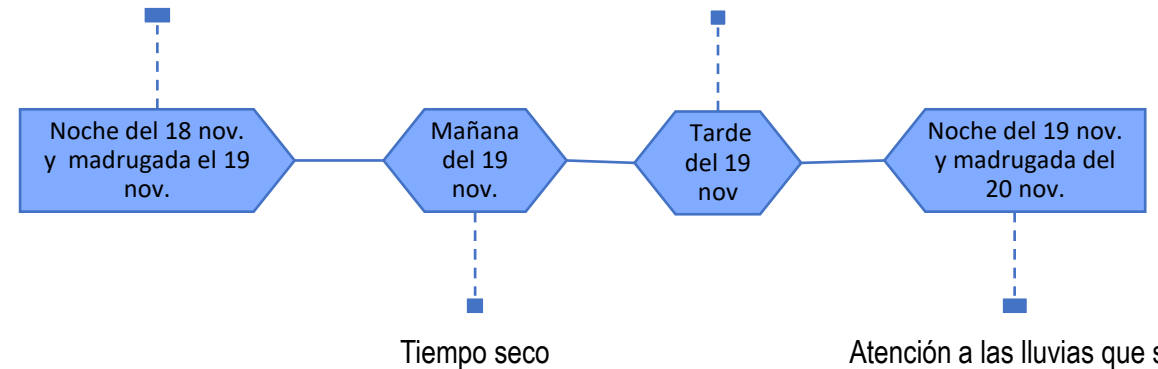 Noche del 18 nov.
y madrugada el 19
nov.
Mañana
del 19
nov.
Tarde
del 19
nov
Noche del 19 nov.
y madrugada del
20 nov.
Tiempo seco
Atención a las lluvias que